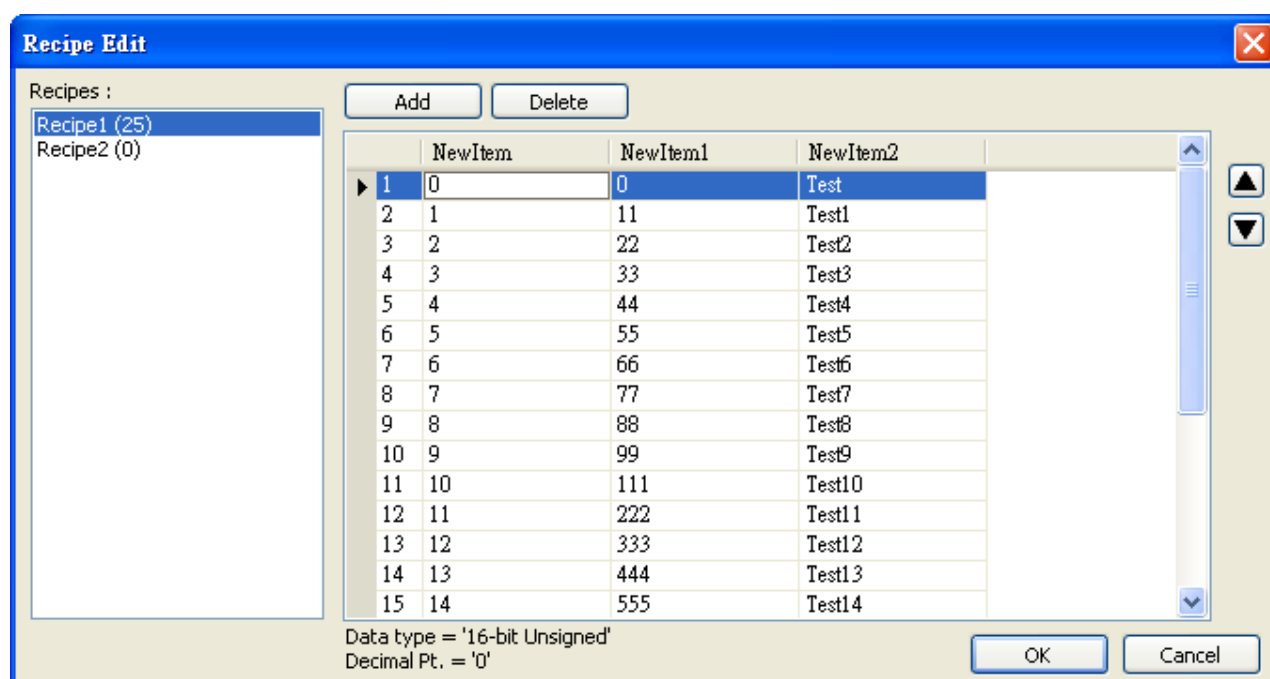 Recipe Edit
Recipes :
Recipe1 (25)
Recipe2 (0)
Add Delete
NewItem NewItem1 NewItem2
1 0 0 Test
2 1 11 Test1
3 2 22 Test2
4 3 33 Test3
5 4 44 Test4
6 5 55 Test5
7 6 66 Test6
8 7 77 Test7
9 8 88 Test8
10 9 99 Test9
11 10 111 Test10
12 11 222 Test11
13 12 333 Test12
14 13 444 Test13
15 14 555 Test14
Data type = '16-bit Unsigned'
Decimal Pt. = '0'
OK Cancel